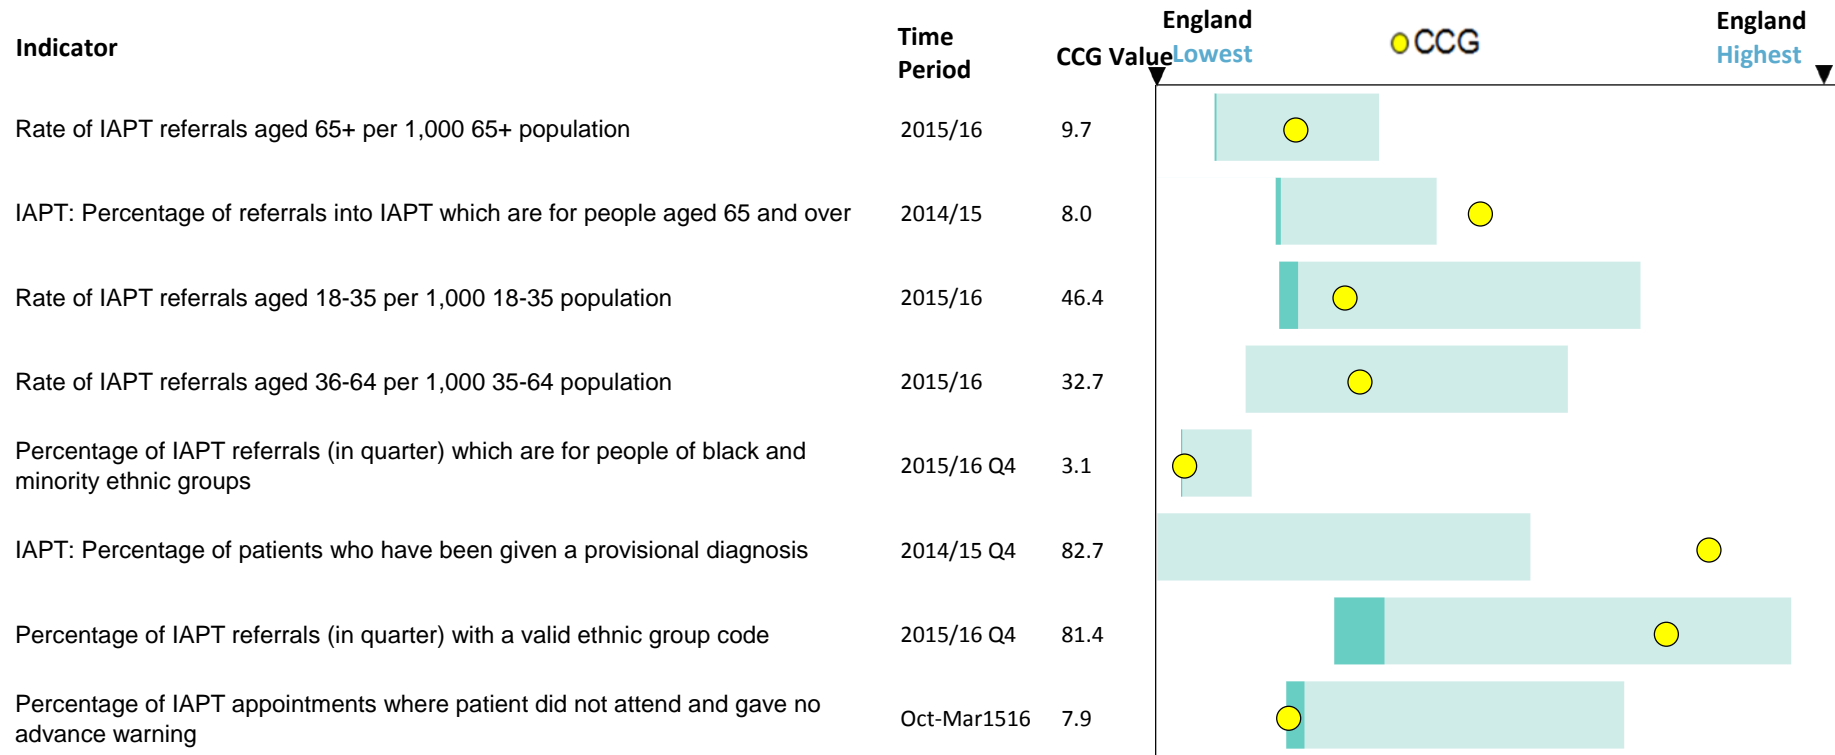 Indicator
Time
Period
CCG Value
England
Lowest
CCG
England
Highest
Rate of IAPT referrals aged 65+ per 1,000 65+ population 2015/16 9.7
IAPT: Percentage of referrals into IAPT which are for people aged 65 and over 2014/15 8.0
Rate of IAPT referrals aged 18-35 per 1,000 18-35 population 2015/16 46.4
Rate of IAPT referrals aged 36-64 per 1,000 35-64 population 2015/16 32.7
Percentage of IAPT referrals (in quarter) which are for people of black and
minority ethnic groups
2015/16 Q4 3.1
IAPT: Percentage of patients who have been given a provisional diagnosis 2014/15 Q4 82.7
Percentage of IAPT referrals (in quarter) with a valid ethnic group code 2015/16 Q4 81.4
Percentage of IAPT appointments where patient did not attend and gave no
advance warning
Oct-Mar1516 7.9